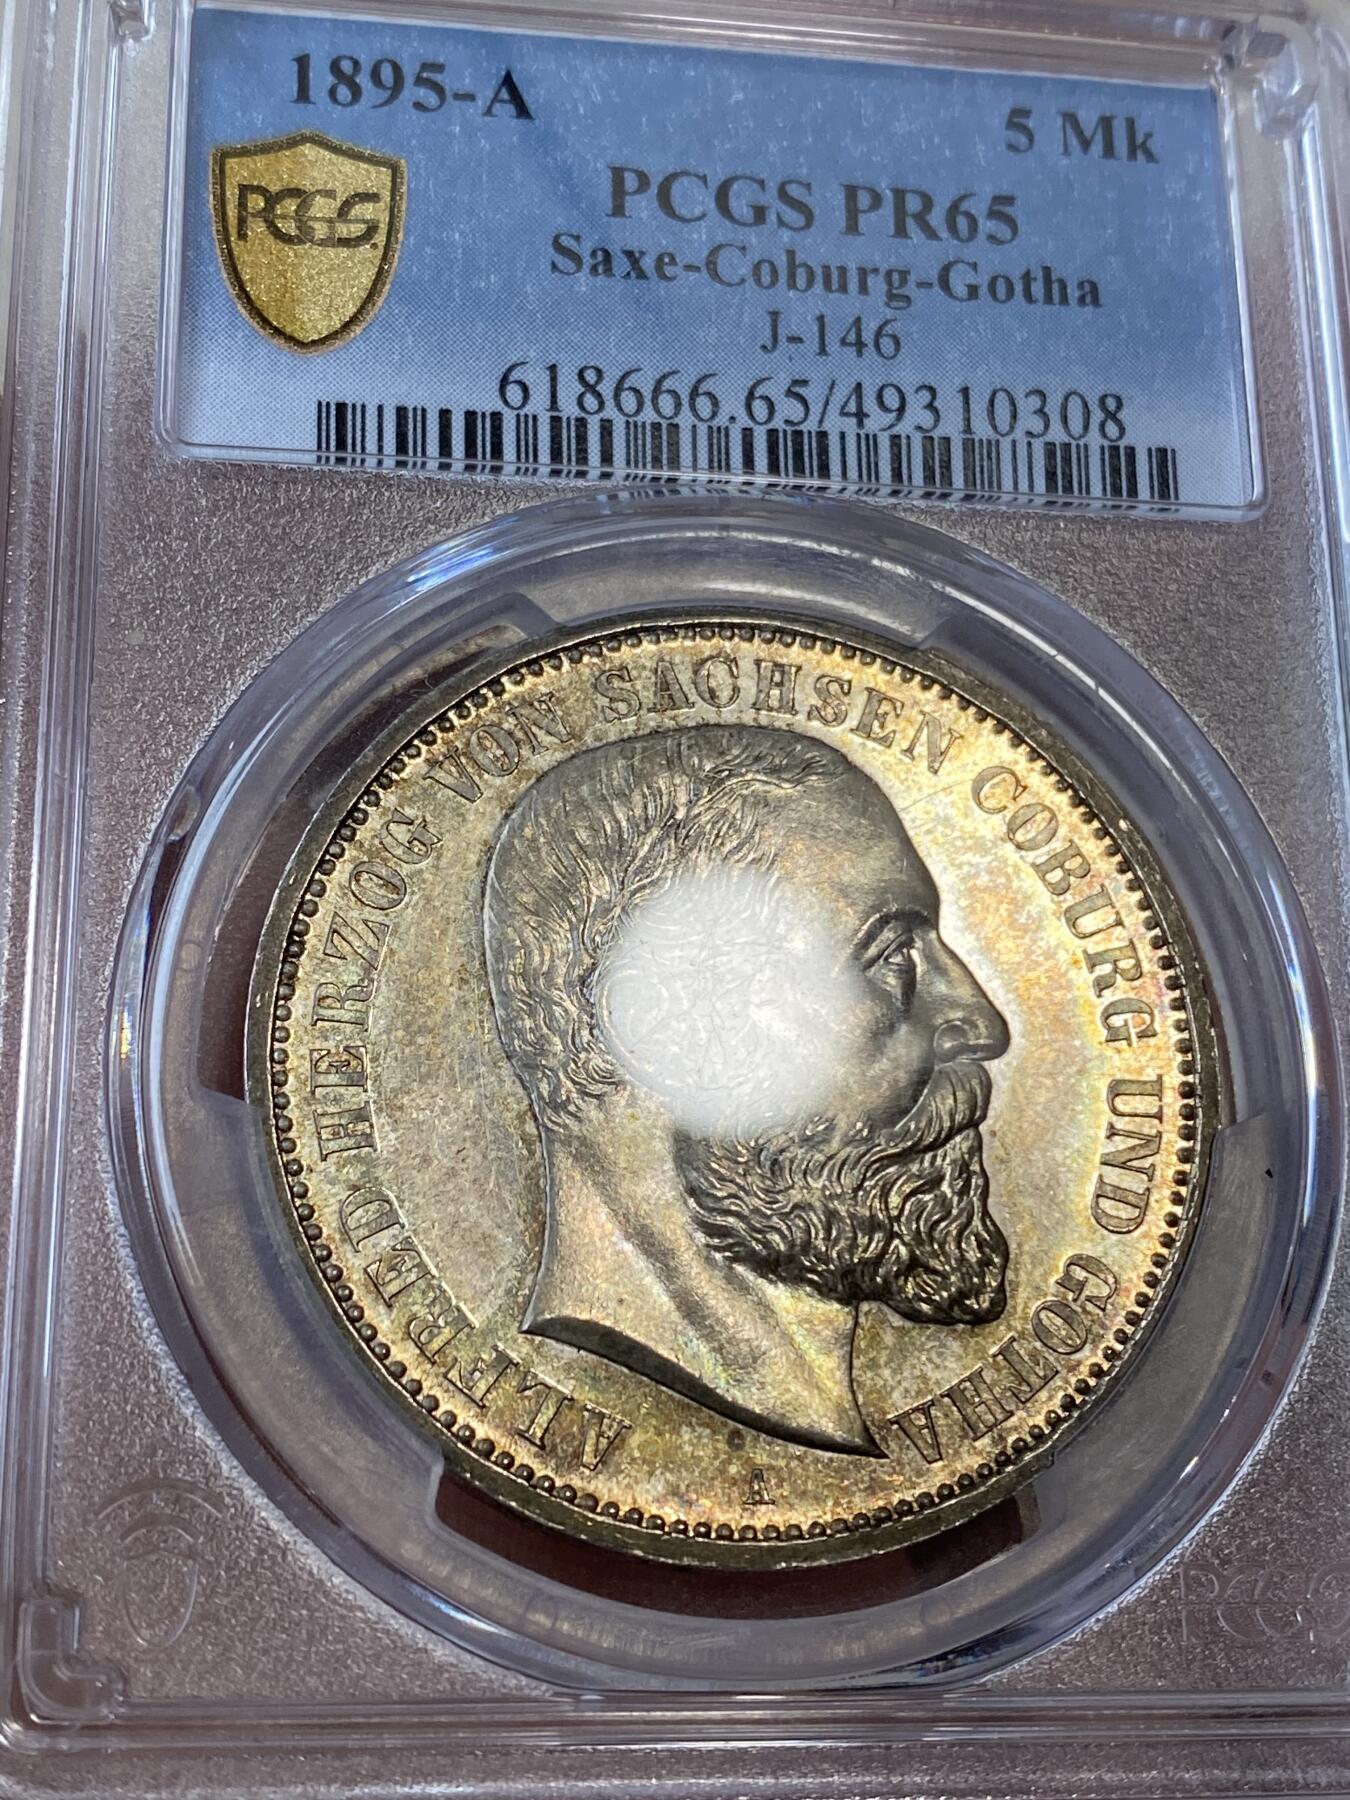 1895-A
5 Mk
PCGS
PCGS PR65
Saxe-Coburg-Gotha
J-146
618666.65/49310308
ALFRED HERZOG VON SACHSEN COBURG UND GOTHA
A
PCGS